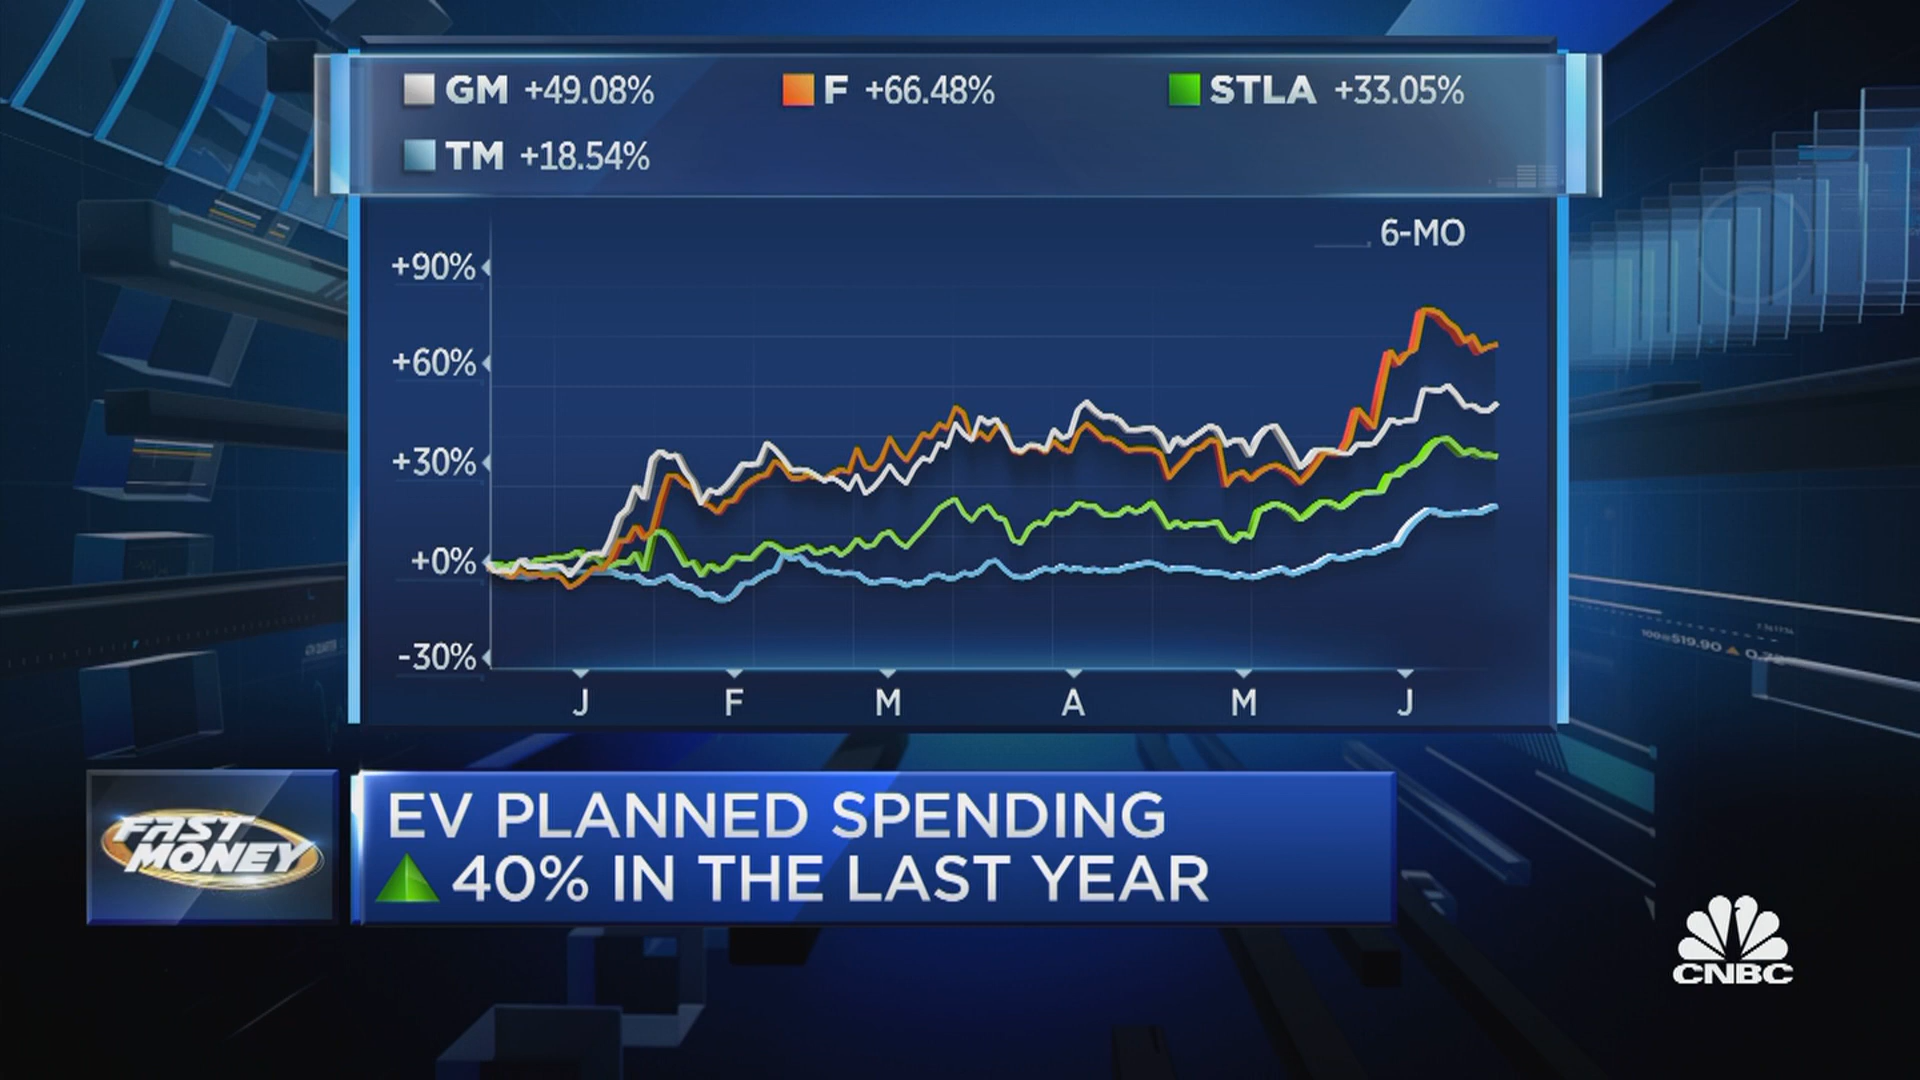 GM +49.08% F +66.48% STLA +33.05%
TM +18.54%
6-MO
+90%
+60%
+30%
+0%
-30%
J F M A M J
FAST MONEY
EV PLANNED SPENDING
40% IN THE LAST YEAR
CNBC